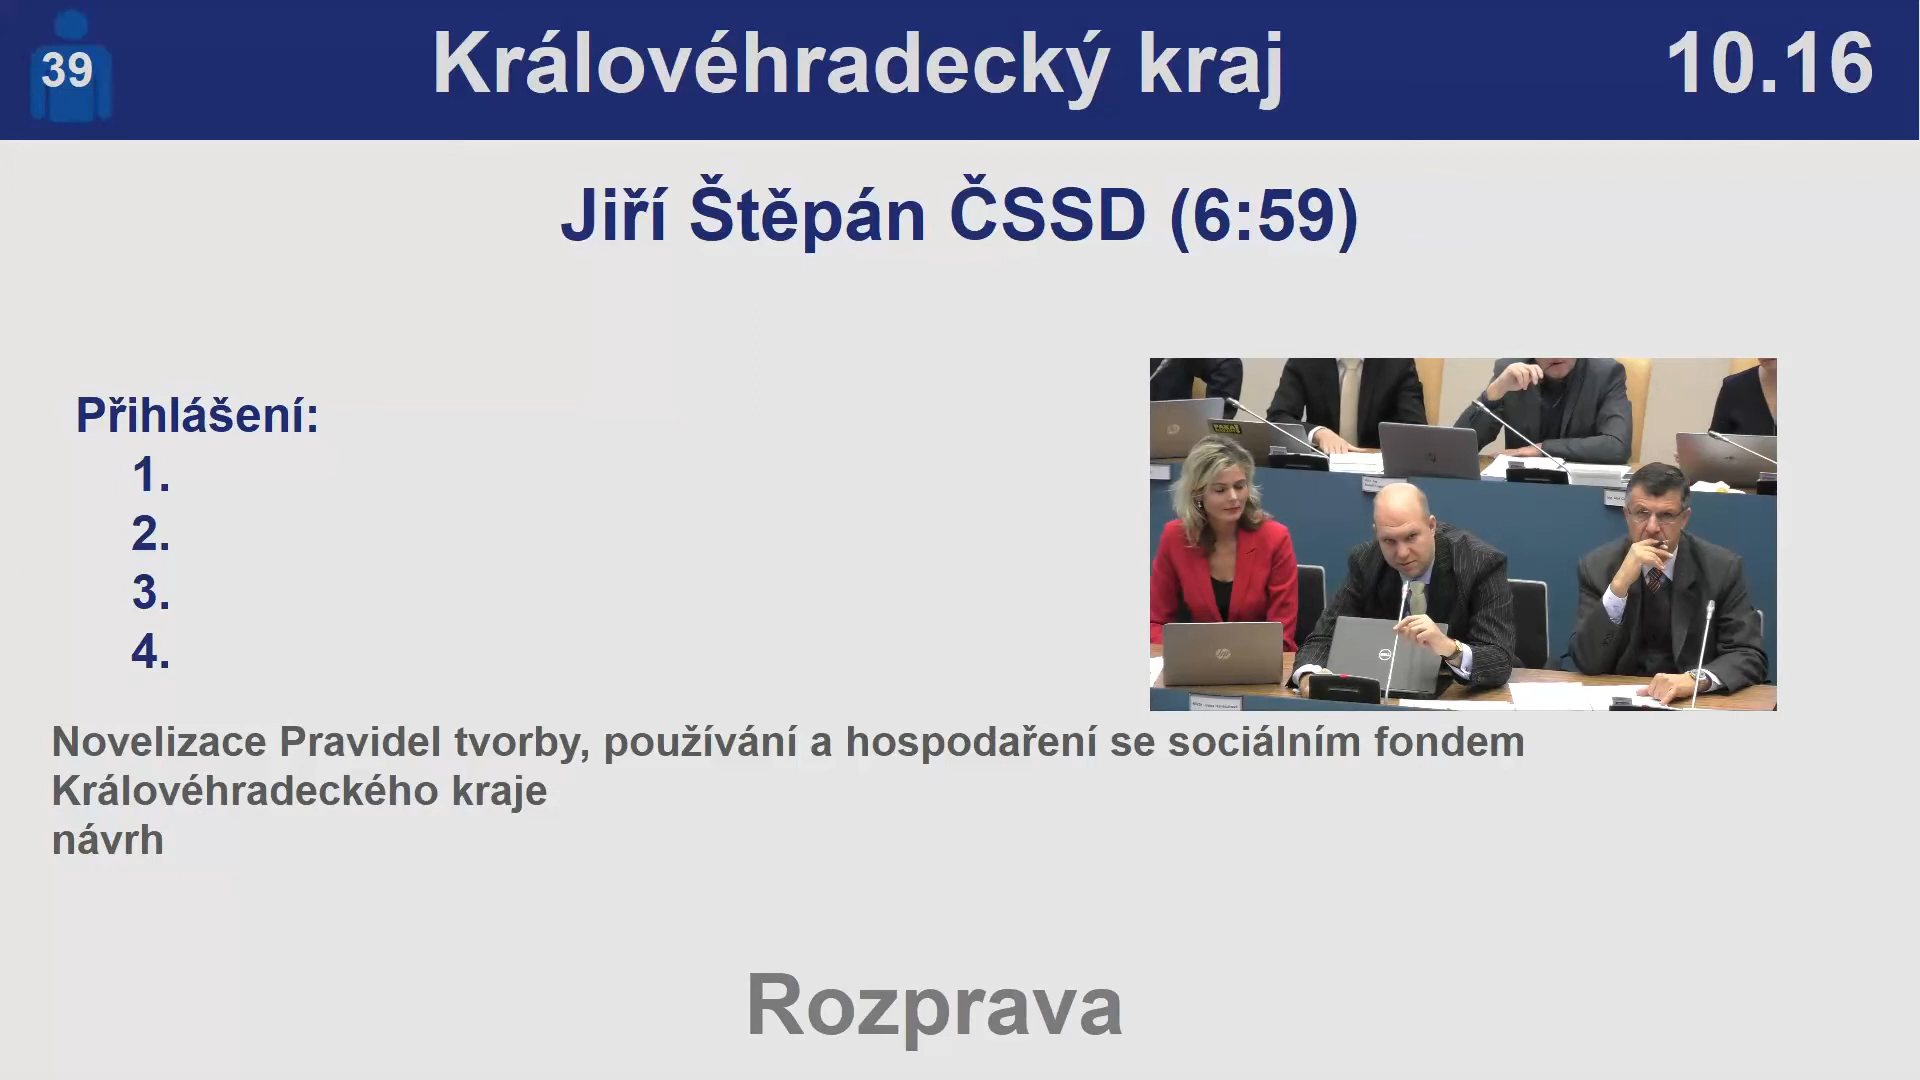 39
Královéhradecký kraj
10.16
Jiří Štěpán ČSSD (6:59)
Přihlášení:
1.
2.
3.
4.
Novelizace Pravidel tvorby, používání a hospodaření se sociálním fondem
Královéhradeckého kraje
návrh
Rozprava